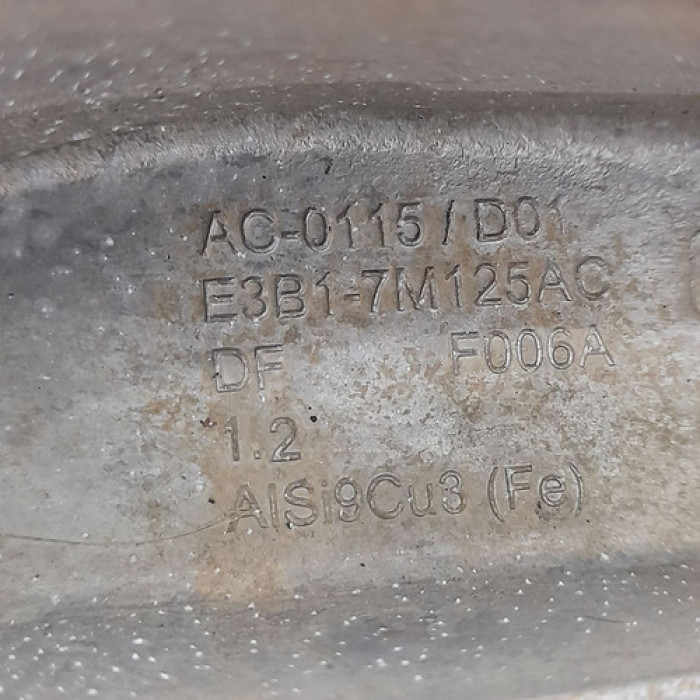 AC-0115 / D01
E3B1-7M125AC
DF F006A
1.2
AlSi9Cu3 (Fe)